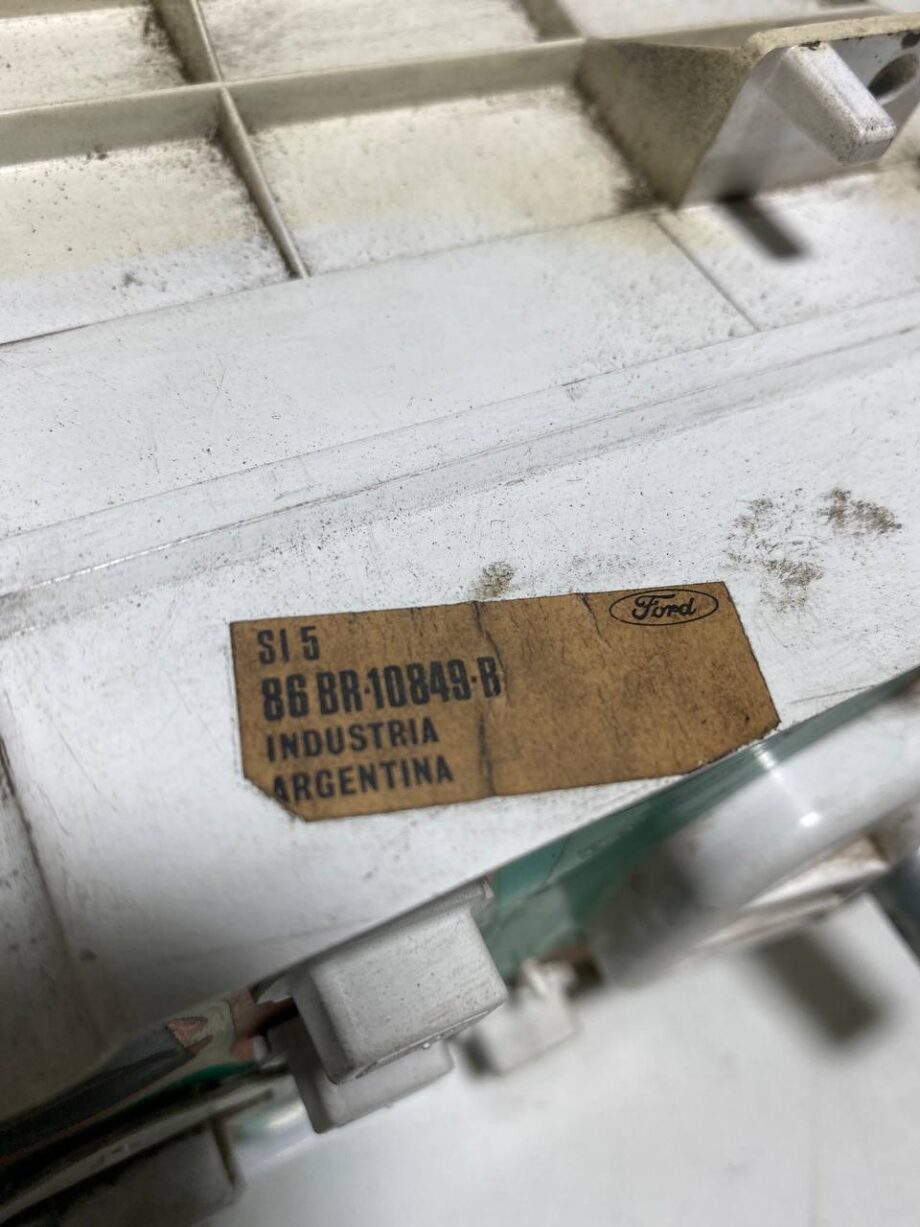 SI 5
Ford
86 BR-10849-B
INDUSTRIA
ARGENTINA